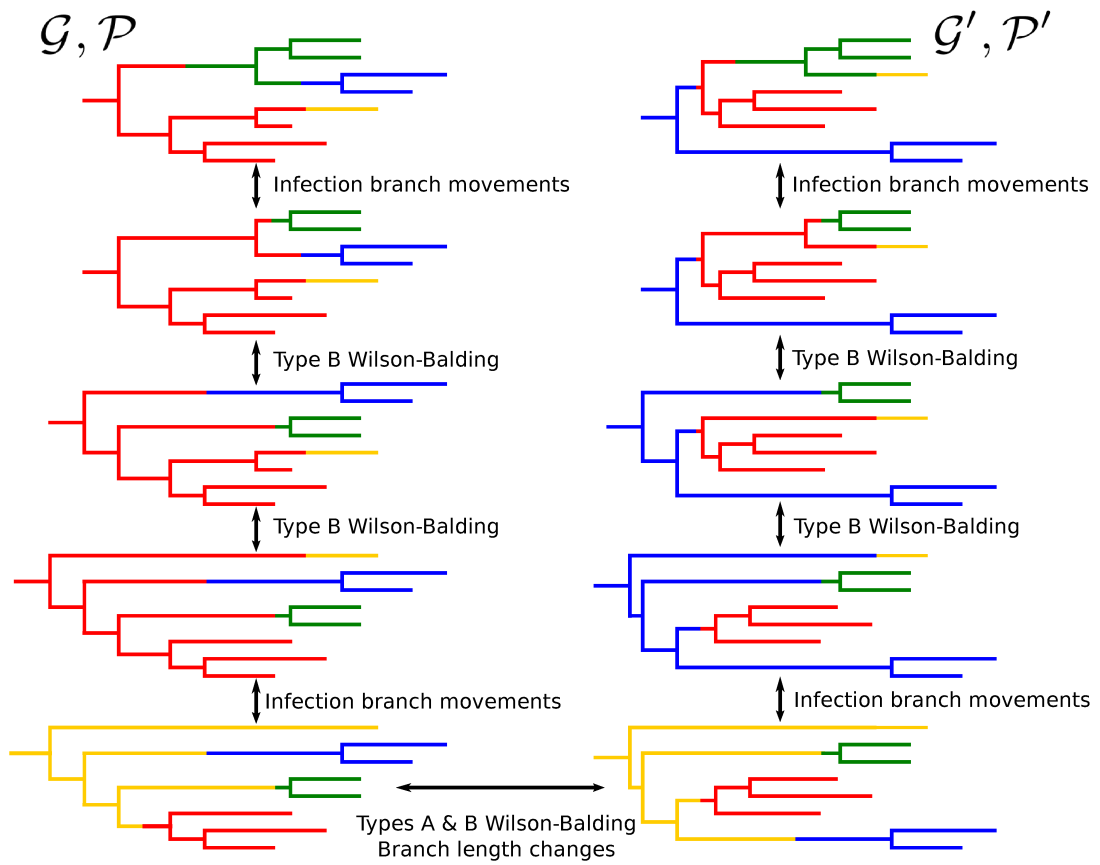 𝒢, 𝒫
𝒢′, 𝒫′
Infection branch movements
Infection branch movements
Type B Wilson-Balding
Type B Wilson-Balding
Type B Wilson-Balding
Type B Wilson-Balding
Infection branch movements
Infection branch movements
Types A & B Wilson-Balding
Branch length changes